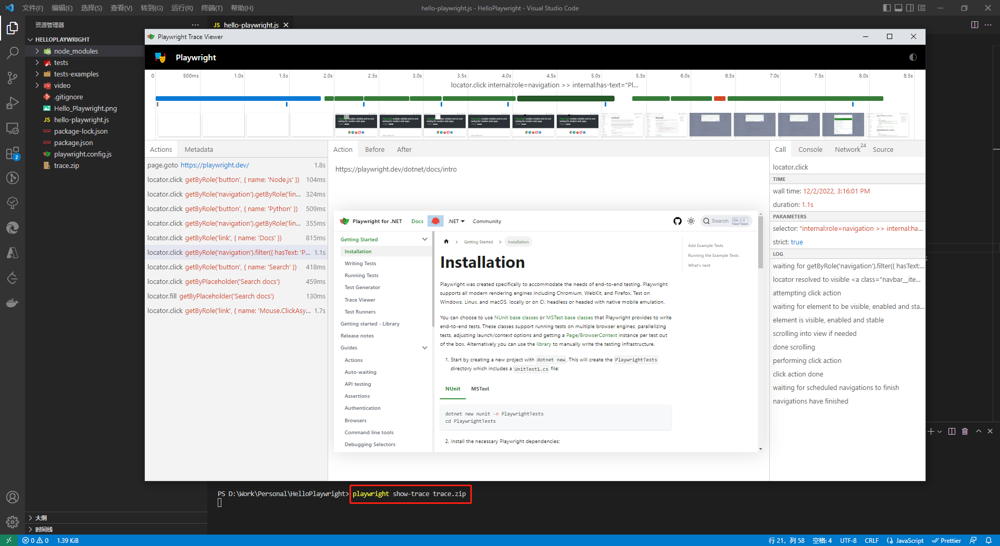 文件(F) 编辑(E) 选择(S) 查看(V) 转到(G) 运行(R) 终端(T) 帮助(H)
hello-playwright.js - HelloPlaywright - Visual Studio Code
资源管理器
JS hello-playwright.js
HELLOPLAYWRIGHT
node_modules
tests
tests-examples
video
.gitignore
Hello_Playwright.png
JS hello-playwright.js
package-lock.json
package.json
playwright.config.js
trace.zip
2
大纲
时间线
Playwright Trace Viewer
Playwright
0 500ms 1.0s 1.5s 2.0s 2.5s 3.0s 3.5s 4.0s 4.5s 5.0s 5.5s 6.0s 6.5s 7.0s 7.5s 8.0s 8.5s
locator.click internal:role=navigation >> internal:has-text="Pl...
Actions Metadata
page.goto https://playwright.dev/ 1.8s
locator.click getByRole('button', { name: 'Node.js' }) 104ms
locator.click getByRole('navigation').getByRole('lin... 324ms
locator.click getByRole('button', { name: 'Python' }) 509ms
locator.click getByRole('navigation').getByRole('lin... 355ms
locator.click getByRole('link', { name: 'Docs' }) 815ms
locator.click getByRole('navigation').filter({ hasText: 'P... 1.1s
locator.click getByRole('button', { name: 'Search' }) 418ms
locator.click getByPlaceholder('Search docs') 459ms
locator.fill getByPlaceholder('Search docs') 130ms
locator.click getByRole('link', { name: 'Mouse.ClickAsy... 1.7s
Action Before After
https://playwright.dev/dotnet/docs/intro
Playwright for .NET Docs .NET Community Search
Getting Started
Installation
Writing Tests
Running Tests
Test Generator
Trace Viewer
Test Runners
Getting started - Library
Release notes
Guides
Actions
Auto-waiting
API testing
Assertions
Authentication
Browsers
Command line tools
Debugging Selectors
Getting Started Installation
Installation
Playwright was created specifically to accommodate the needs of end-to-end testing. Playwright
supports all modern rendering engines including Chromium, WebKit, and Firefox. Test on
Windows, Linux, and macOS, locally or on CI, headless or headed with native mobile emulation.
You can choose to use NUnit base classes or MSTest base classes that Playwright provides to write
end-to-end tests. These classes support running tests on multiple browser engines, parallelizing
tests, adjusting launch/context options and getting a Page/BrowserContext instance per test out
of the box. Alternatively you can use the library to manually write the testing infrastructure.
1. Start by creating a new project with dotnet new. This will create the PlaywrightTests
directory which includes a UnitTest1.cs file:
NUnit MSTest
dotnet new nunit -n PlaywrightTests
cd PlaywrightTests
2. Install the necessary Playwright dependencies:
Add Example Tests
Running the Example Tests
What's next
Call Console Network 24 Source
locator.click
TIME
wall time: 12/2/2022, 3:16:01 PM
duration: 1.1s
PARAMETERS
selector: "internal:role=navigation >> internal:ha...
strict: true
LOG
waiting for getByRole('navigation').filter({ hasText:...
locator resolved to visible <a class="navbar__ite...
attempting click action
waiting for element to be visible, enabled and sta...
element is visible, enabled and stable
scrolling into view if needed
done scrolling
performing click action
click action done
waiting for scheduled navigations to finish
navigations have finished
PS D:\Work\Personal\HelloPlaywright> playwright show-trace trace.zip
0 0 1.39 KiB
行 21, 列 58 空格: 4 UTF-8 CRLF JavaScript Prettier